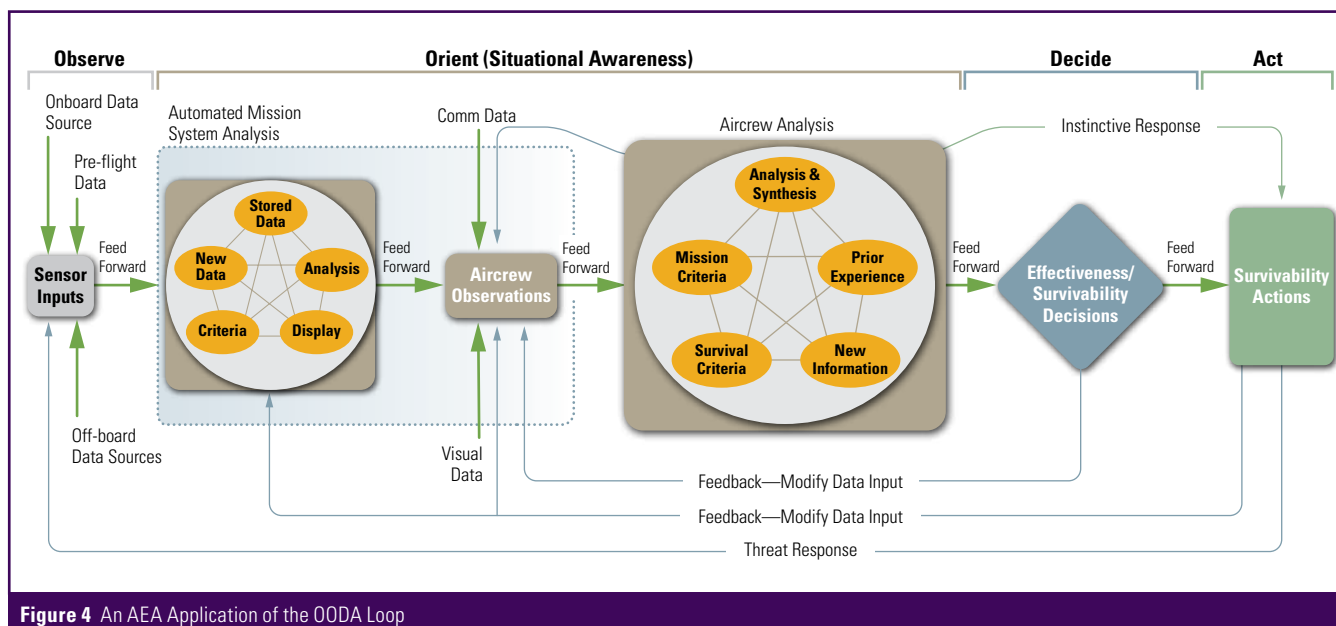 Observe
Orient (Situational Awareness)
Decide
Act
Onboard Data
Source
Pre-flight
Data
Feed
Forward
Sensor
Inputs
Off-board
Data Sources
Automated Mission
System Analysis
Stored
Data
New
Data
Analysis
Criteria
Display
Feed
Forward
Comm Data
Aircrew
Observations
Visual
Data
Feed
Forward
Aircrew Analysis
Analysis &
Synthesis
Mission
Criteria
Prior
Experience
Survival
Criteria
New
Information
Feed
Forward
Effectiveness/
Survivability
Decisions
Feed
Forward
Instinctive Response
Survivability
Actions
Feedback—Modify Data Input
Feedback—Modify Data Input
Threat Response
Figure 4 An AEA Application of the OODA Loop